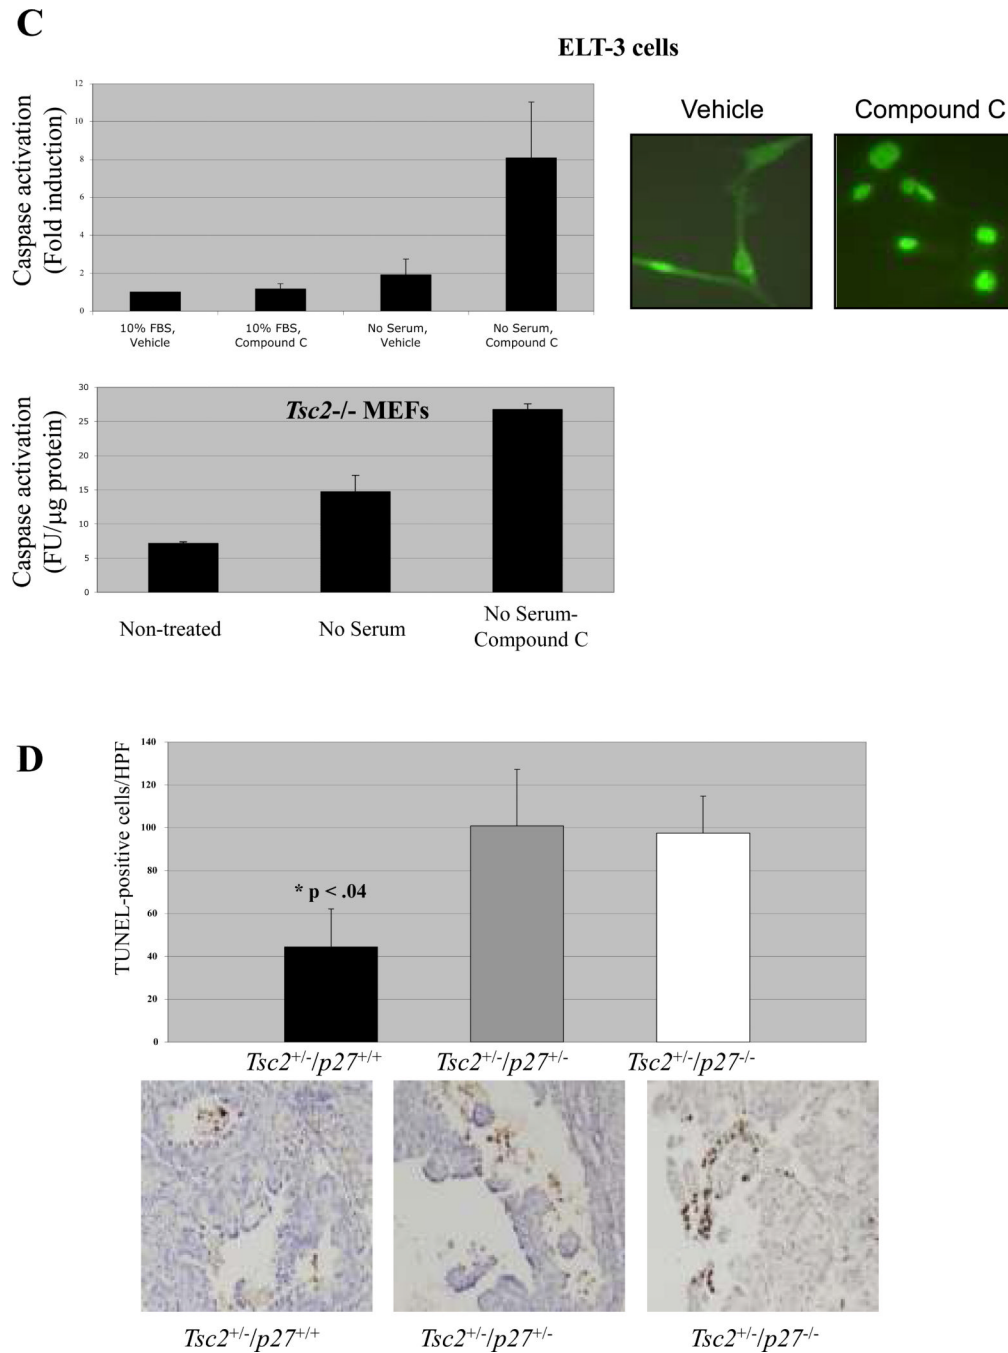 C
ELT-3 cells
Caspase activation
(Fold induction)
12
10
8
6
4
2
0
10% FBS,
Vehicle
10% FBS,
Compound C
No Serum,
Vehicle
No Serum,
Compound C
Vehicle
Compound C
Caspase activation
(FU/µg protein)
Tsc2-/- MEFs
30
25
20
15
10
5
0
Non-treated
No Serum
No Serum-
Compound C
D
TUNEL-positive cells/HPF
140
120
100
80
60
40
20
0
* p < .04
Tsc2+/-/p27+/+
Tsc2+/-/p27+/-
Tsc2+/-/p27-/-
Tsc2+/-/p27+/+
Tsc2+/-/p27+/-
Tsc2+/-/p27-/-